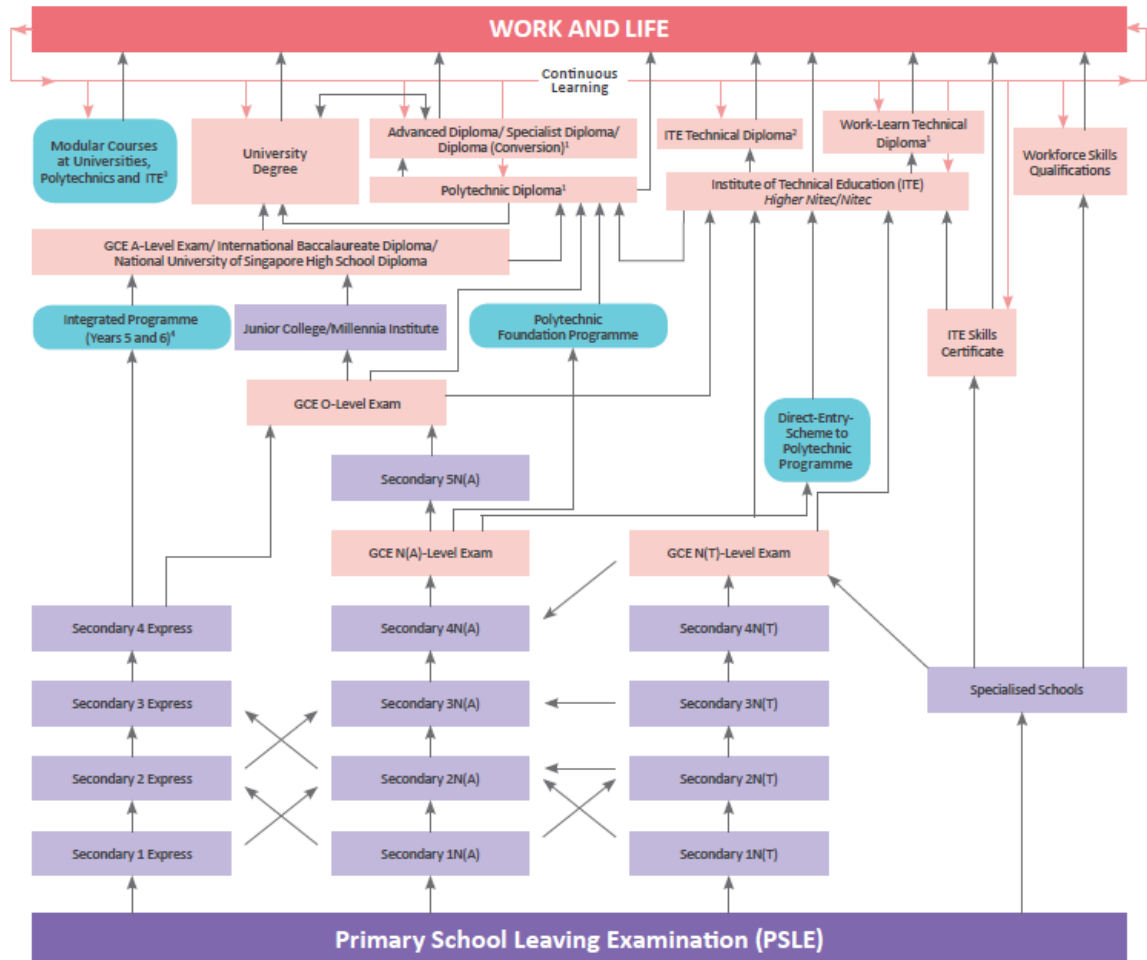 WORK AND LIFE
Continuous
Learning
Modular Courses
at Universities,
Polytechnics and ITE³
University
Degree
Advanced Diploma/ Specialist Diploma/
Diploma (Conversion)¹
Polytechnic Diploma¹
ITE Technical Diploma²
Work-Learn Technical
Diploma¹
Workforce Skills
Qualifications
Institute of Technical Education (ITE)
Higher Nitec/Nitec
GCE A-Level Exam/ International Baccalaureate Diploma/
National University of Singapore High School Diploma
Integrated Programme
(Years 5 and 6)⁴
Junior College/Millennia Institute
Polytechnic
Foundation Programme
ITE Skills
Certificate
GCE O-Level Exam
Direct-Entry-
Scheme to
Polytechnic
Programme
Secondary 5N(A)
GCE N(A)-Level Exam
GCE N(T)-Level Exam
Secondary 4 Express
Secondary 4N(A)
Secondary 4N(T)
Secondary 3 Express
Secondary 3N(A)
Secondary 3N(T)
Specialised Schools
Secondary 2 Express
Secondary 2N(A)
Secondary 2N(T)
Secondary 1 Express
Secondary 1N(A)
Secondary 1N(T)
Primary School Leaving Examination (PSLE)